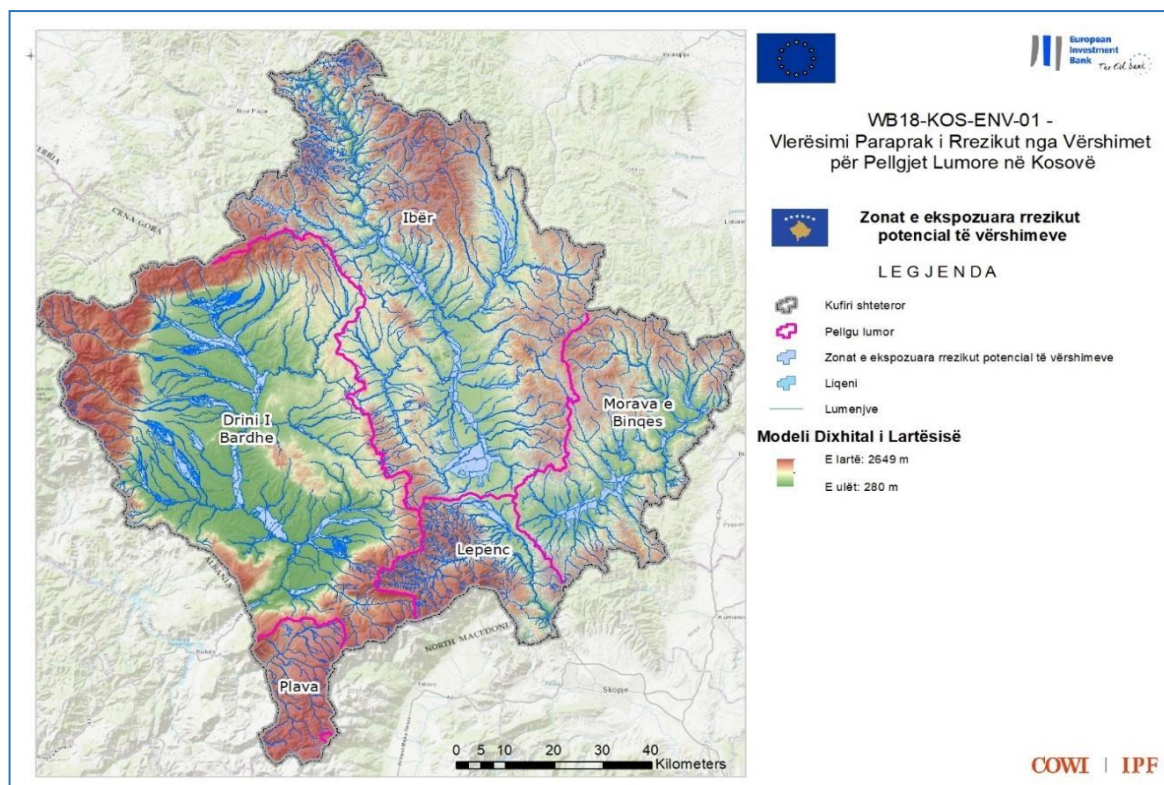 European
Investment
Bank
The EU bank
WB18-KOS-ENV-01 -
Vlerësimi Paraprak i Rrezikut nga Vërshimet
për Pellgjet Lumore në Kosovë
Zonat e ekspozuara rrezikut
potencial të vërshimeve
LEGJENDA
Kufiri shteteror
Pellgu lumor
Zonat e ekspozuara rrezikut potencial të vërshimeve
Liqeni
Lumenjve
Modeli Dixhital i Lartësisë
E lartë: 2649 m
E ulët: 280 m
CRNA GORA
Ibër
Morava e
Binqes
Drini I
Bardhe
Lepenc
ALBANIA
NORTH MACEDONIA
Plava
Skopje
0 5 10 20 30 40
Kilometers
COWI | IPF